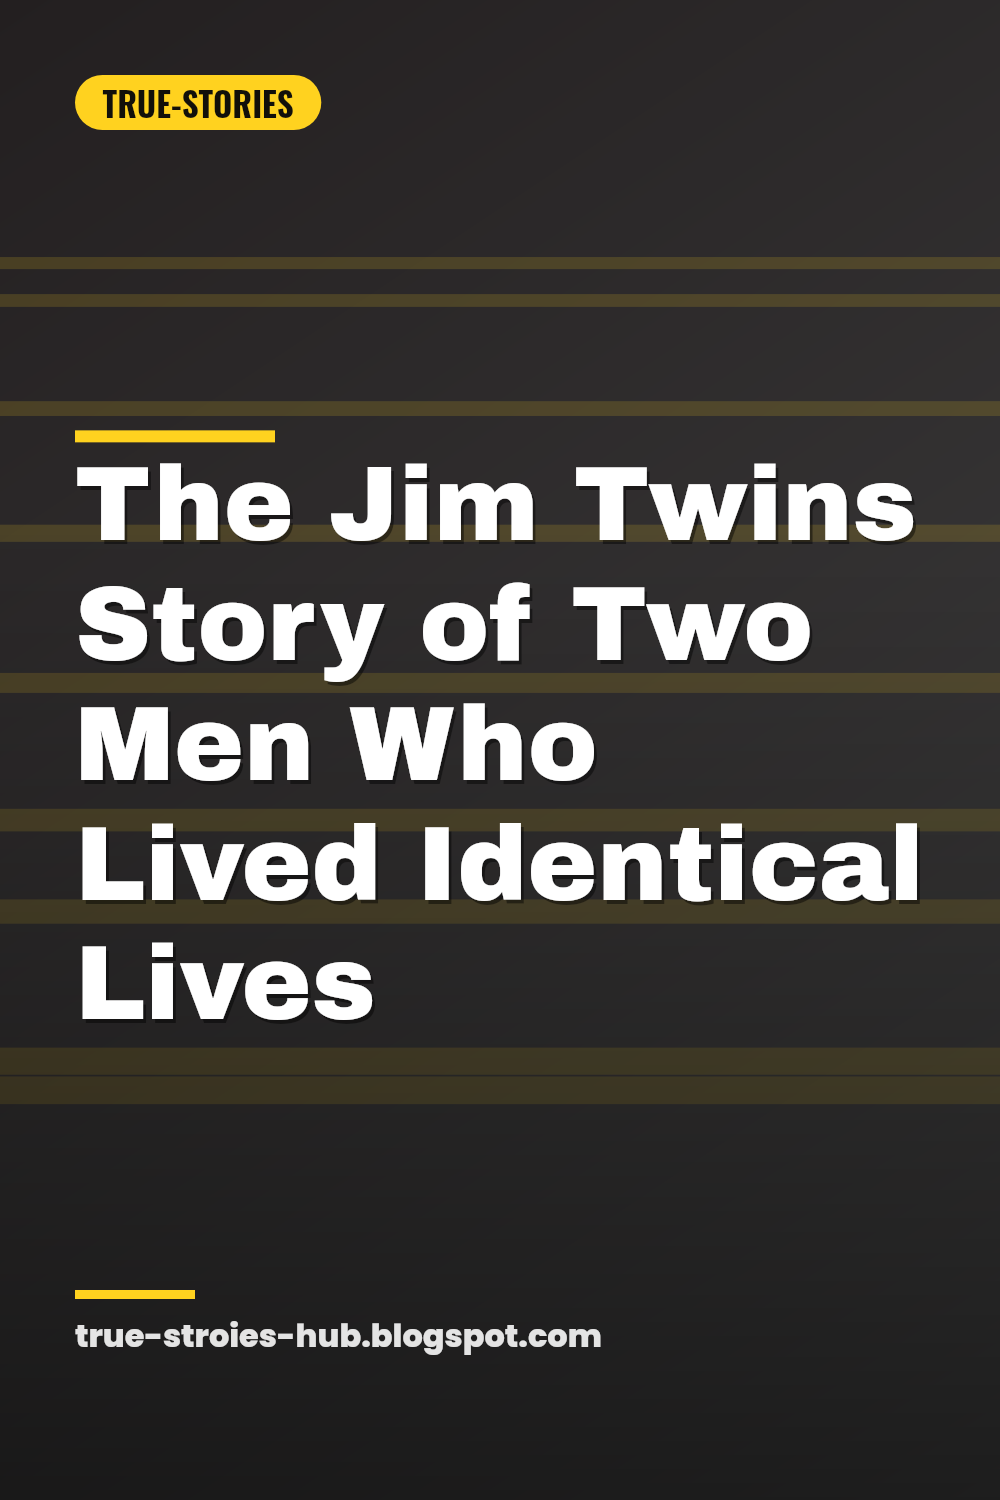 TRUE-STORIES
The Jim Twins
Story of Two
Men Who
Lived Identical
Lives
true-stroies-hub.blogspot.com